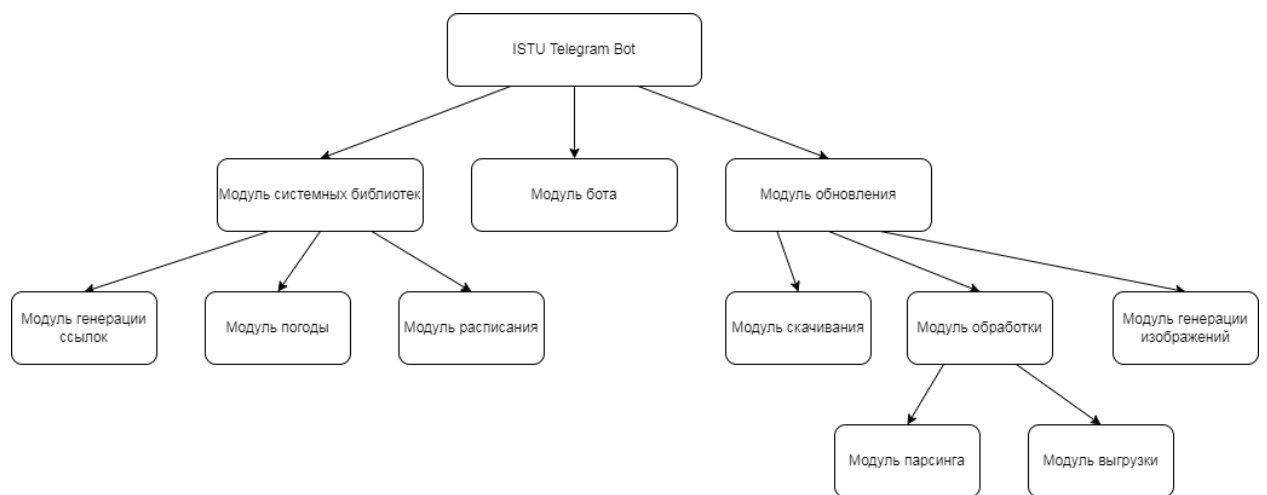 ISTU Telegram Bot
Модуль системных библиотек
Модуль бота
Модуль обновления
Модуль генерации
ссылок
Модуль погоды
Модуль расписания
Модуль скачивания
Модуль обработки
Модуль генерации
изображений
Модуль парсинга
Модуль выгрузки